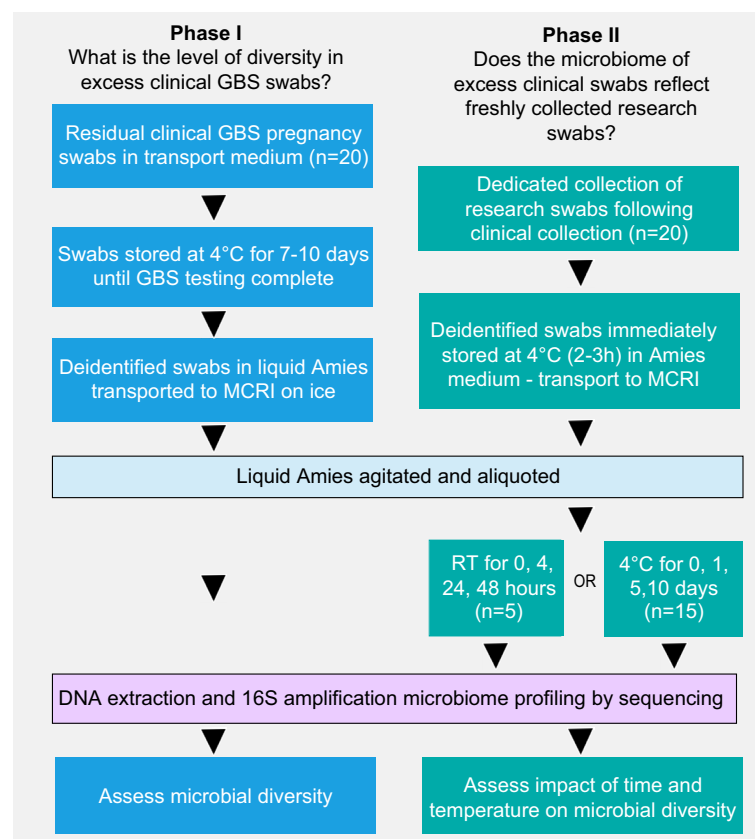 Phase I
What is the level of diversity in
excess clinical GBS swabs?
Residual clinical GBS pregnancy
swabs in transport medium (n=20)
Swabs stored at 4°C for 7-10 days
until GBS testing complete
Deidentified swabs in liquid Amies
transported to MCRI on ice
Phase II
Does the microbiome of
excess clinical swabs reflect
freshly collected research
swabs?
Dedicated collection of
research swabs following
clinical collection (n=20)
Deidentified swabs immediately
stored at 4°C (2-3h) in Amies
medium - transport to MCRI
Liquid Amies agitated and aliquoted
RT for 0, 4,
24, 48 hours
(n=5)
OR
4°C for 0, 1,
5,10 days
(n=15)
DNA extraction and 16S amplification microbiome profiling by sequencing
Assess microbial diversity
Assess impact of time and
temperature on microbial diversity